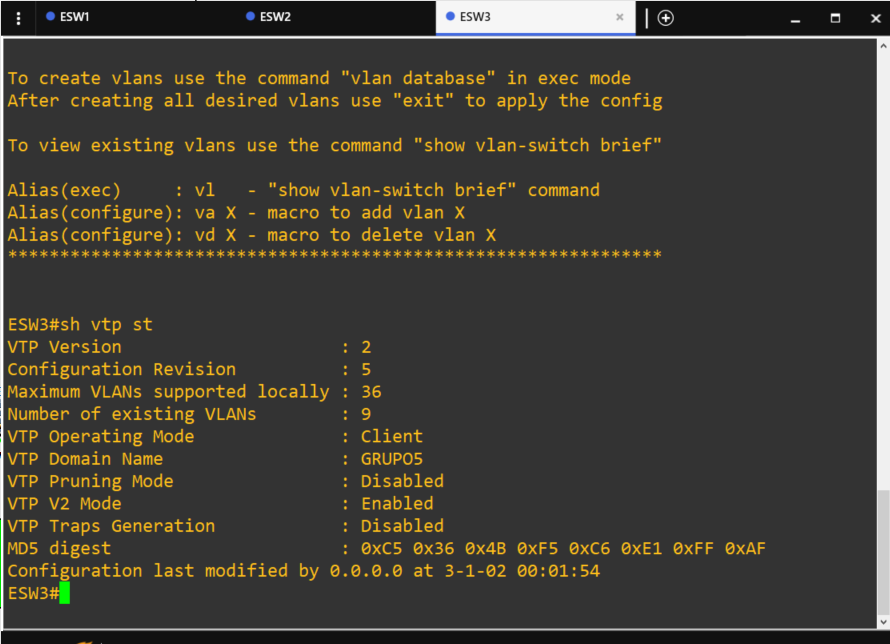 ESW1 ESW2 ESW3
To create vlans use the command "vlan database" in exec mode
After creating all desired vlans use "exit" to apply the config
To view existing vlans use the command "show vlan-switch brief"
Alias(exec)     : vl   - "show vlan-switch brief" command
Alias(configure): va X - macro to add vlan X
Alias(configure): vd X - macro to delete vlan X
***************************************************************
ESW3#sh vtp st
VTP Version                     : 2
Configuration Revision          : 5
Maximum VLANs supported locally : 36
Number of existing VLANs        : 9
VTP Operating Mode              : Client
VTP Domain Name                 : GRUPO5
VTP Pruning Mode                : Disabled
VTP V2 Mode                     : Enabled
VTP Traps Generation            : Disabled
MD5 digest                      : 0xC5 0x36 0x4B 0xF5 0xC6 0xE1 0xFF 0xAF
Configuration last modified by 0.0.0.0 at 3-1-02 00:01:54
ESW3#